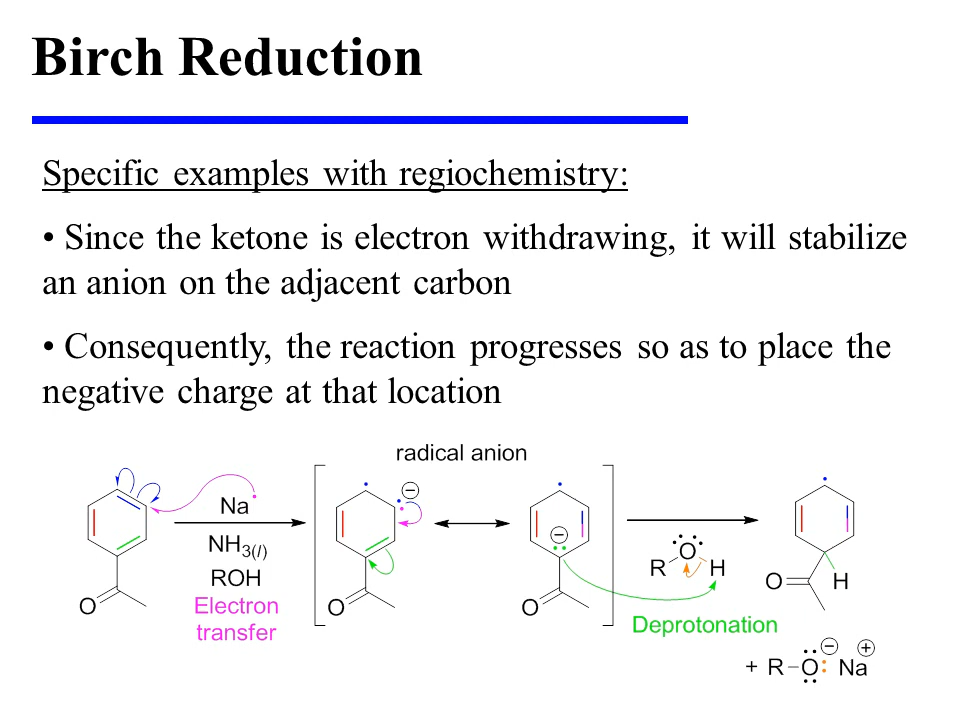 Birch Reduction
Specific examples with regiochemistry:
• Since the ketone is electron withdrawing, it will stabilize
an anion on the adjacent carbon
• Consequently, the reaction progresses so as to place the
negative charge at that location
radical anion
Na
NH3(l)
ROH
Electron
transfer
O
O
O
R O H
Deprotonation
O H
+ R–O Na